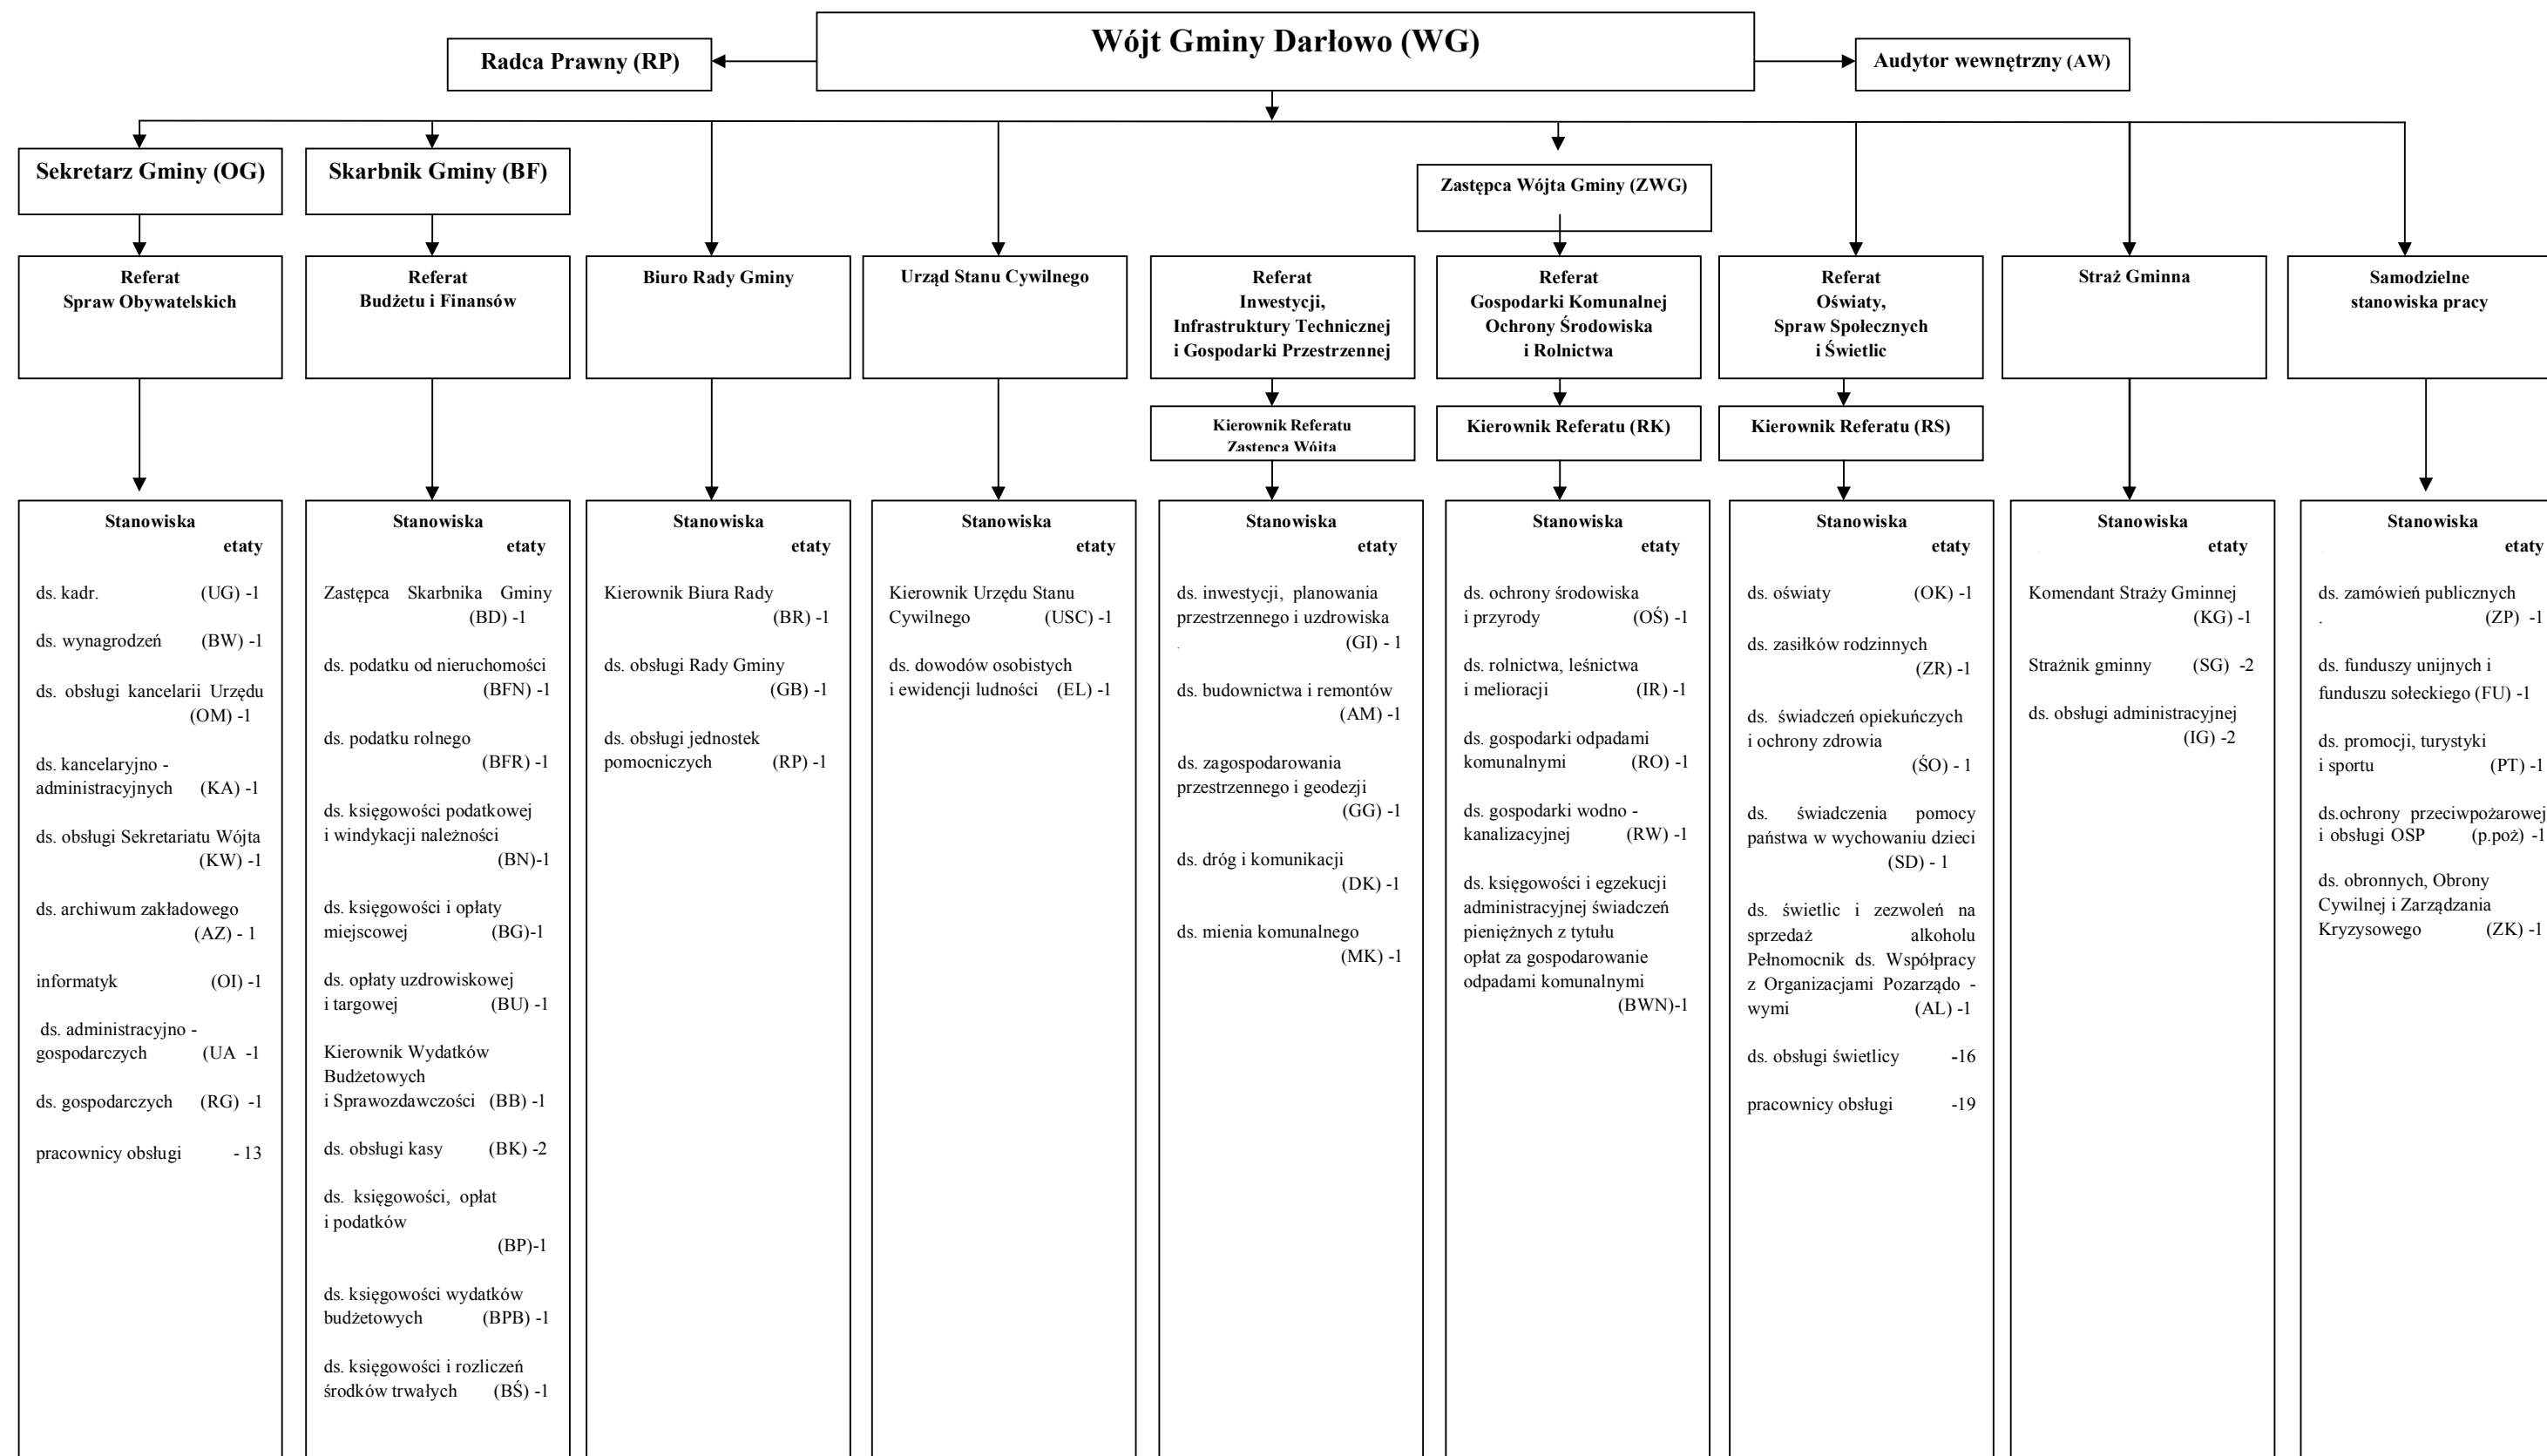 Wójt Gminy Darłowo (WG)
Radca Prawny (RP)
Audytor wewnętrzny (AW)
Sekretarz Gminy (OG)
Skarbnik Gminy (BF)
Zastępca Wójta Gminy (ZWG)
Referat
Spraw Obywatelskich
Referat
Budżetu i Finansów
Biuro Rady Gminy
Urząd Stanu Cywilnego
Referat
Inwestycji,
Infrastruktury Technicznej
i Gospodarki Przestrzennej
Referat
Gospodarki Komunalnej
Ochrony Środowiska
i Rolnictwa
Referat
Oświaty,
Spraw Społecznych
i Świetlic
Straż Gminna
Samodzielne
stanowiska pracy
Kierownik Referatu
Zastępca Wójta
Kierownik Referatu (RK)
Kierownik Referatu (RS)
Stanowiska
etaty
ds. kadr. (UG) -1
ds. wynagrodzeń (BW) -1
ds. obsługi kancelarii Urzędu
(OM) -1
ds. kancelaryjno -
administracyjnych (KA) -1
ds. obsługi Sekretariatu Wójta
(KW) -1
ds. archiwum zakładowego
(AZ) - 1
informatyk (OI) -1
ds. administracyjno -
gospodarczych (UA -1
ds. gospodarczych (RG) -1
pracownicy obsługi - 13
Stanowiska
etaty
Zastępca Skarbnika Gminy
(BD) -1
ds. podatku od nieruchomości
(BFN) -1
ds. podatku rolnego
(BFR) -1
ds. księgowości podatkowej
i windykacji należności
(BN)-1
ds. księgowości i opłaty
miejscowej (BG)-1
ds. opłaty uzdrowiskowej
i targowej (BU) -1
Kierownik Wydatków
Budżetowych
i Sprawozdawczości (BB) -1
ds. obsługi kasy (BK) -2
ds. księgowości, opłat
i podatków
(BP)-1
ds. księgowości wydatków
budżetowych (BPB) -1
ds. księgowości i rozliczeń
środków trwałych (BŚ) -1
Stanowiska
etaty
Kierownik Biura Rady
(BR) -1
ds. obsługi Rady Gminy
(GB) -1
ds. obsługi jednostek
pomocniczych (RP) -1
Stanowiska
etaty
Kierownik Urzędu Stanu
Cywilnego (USC) -1
ds. dowodów osobistych
i ewidencji ludności (EL) -1
Stanowiska
etaty
ds. inwestycji, planowania
przestrzennego i uzdrowiska
. (GI) - 1
ds. budownictwa i remontów
(AM) -1
ds. zagospodarowania
przestrzennego i geodezji
(GG) -1
ds. dróg i komunikacji
(DK) -1
ds. mienia komunalnego
(MK) -1
Stanowiska
etaty
ds. ochrony środowiska
i przyrody (OŚ) -1
ds. rolnictwa, leśnictwa
i melioracji (IR) -1
ds. gospodarki odpadami
komunalnymi (RO) -1
ds. gospodarki wodno -
kanalizacyjnej (RW) -1
ds. księgowości i egzekucji
administracyjnej świadczeń
pieniężnych z tytułu
opłat za gospodarowanie
odpadami komunalnymi
(BWN)-1
Stanowiska
etaty
ds. oświaty (OK) -1
ds. zasiłków rodzinnych
(ZR) -1
ds. świadczeń opiekuńczych
i ochrony zdrowia
(ŚO) - 1
ds. świadczenia pomocy
państwa w wychowaniu dzieci
(SD) - 1
ds. świetlic i zezwoleń na
sprzedaż alkoholu
Pełnomocnik ds. Współpracy
z Organizacjami Pozarządo -
wymi (AL) -1
ds. obsługi świetlicy -16
pracownicy obsługi -19
Stanowiska
etaty
Komendant Straży Gminnej
(KG) -1
Strażnik gminny (SG) -2
ds. obsługi administracyjnej
(IG) -2
Stanowiska
etaty
ds. zamówień publicznych
. (ZP) -1
ds. funduszy unijnych i
funduszu sołeckiego (FU) -1
ds. promocji, turystyki
i sportu (PT) -1
ds.ochrony przeciwpożarowej
i obsługi OSP (p.poż) -1
ds. obronnych, Obrony
Cywilnej i Zarządzania
Kryzysowego (ZK) -1